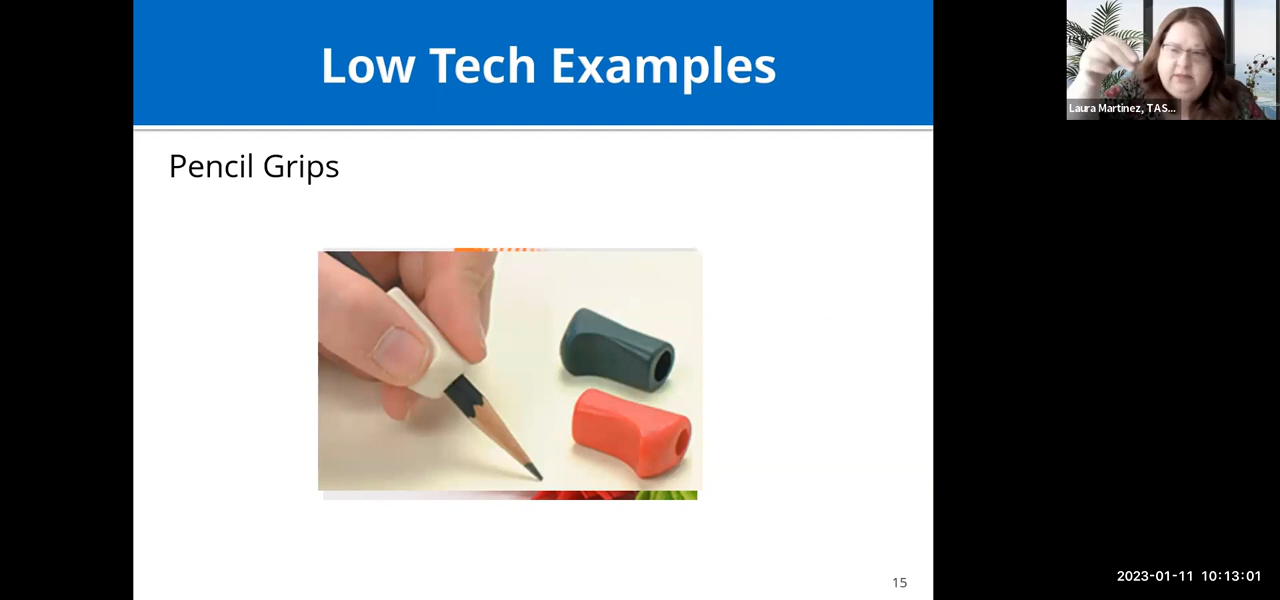 Low Tech Examples
Laura Martinez, TAS...
Pencil Grips
15
2023-01-11 10:13:01